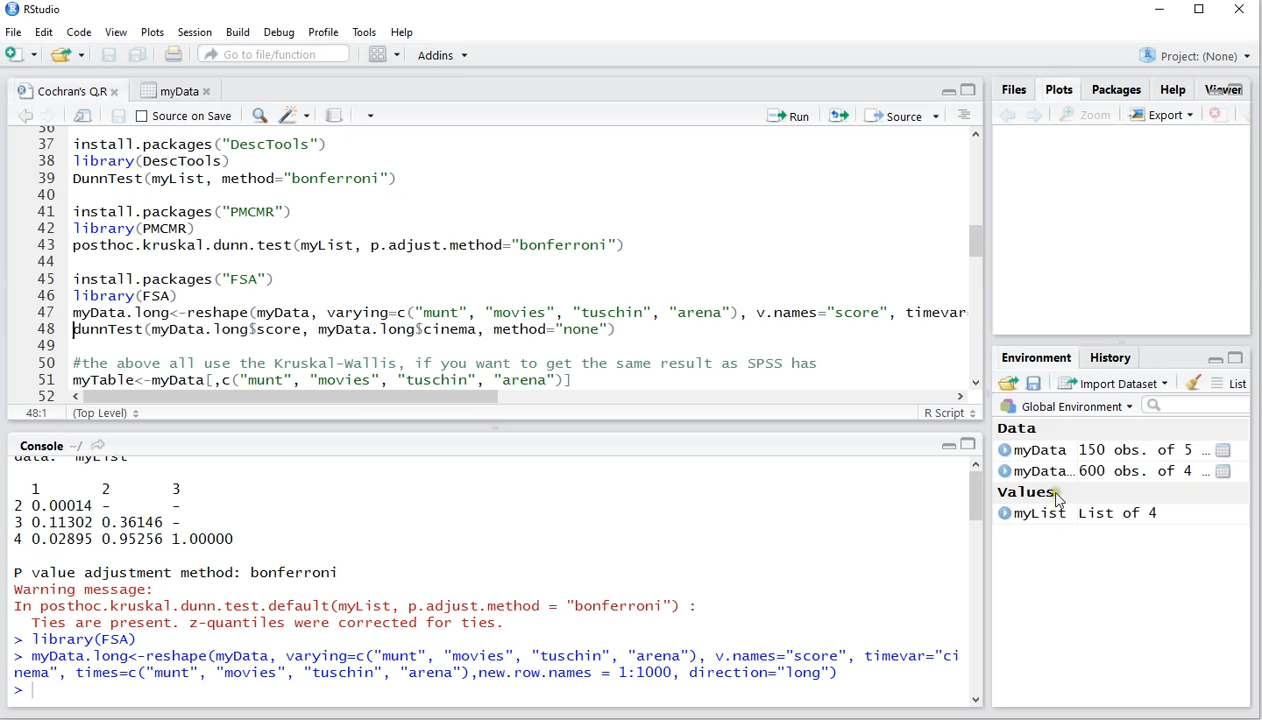 RStudio
File Edit Code View Plots Session Build Debug Profile Tools Help
Go to file/function Addins Project: (None)
Cochran's Q.R myData
Source on Save Run Source
36
37 install.packages("DescTools")
38 library(DescTools)
39 DunnTest(myList, method="bonferroni")
40
41 install.packages("PMCMR")
42 library(PMCMR)
43 posthoc.kruskal.dunn.test(myList, p.adjust.method="bonferroni")
44
45 install.packages("FSA")
46 library(FSA)
47 myData.long<-reshape(myData, varying=c("munt", "movies", "tuschin", "arena"), v.names="score", timevar
48 dunnTest(myData.long$score, myData.long$cinema, method="none")
49
50 #the above all use the Kruskal-Wallis, if you want to get the same result as SPSS has
51 myTable<-myData[,c("munt", "movies", "tuschin", "arena")]
52
48:1 (Top Level) R Script
Console ~/
data: myList
1 2 3
2 0.00014 - -
3 0.11302 0.36146 -
4 0.02895 0.95256 1.00000
P value adjustment method: bonferroni
Warning message:
In posthoc.kruskal.dunn.test.default(myList, p.adjust.method = "bonferroni") :
Ties are present. z-quantiles were corrected for ties.
> library(FSA)
> myData.long<-reshape(myData, varying=c("munt", "movies", "tuschin", "arena"), v.names="score", timevar="ci
nema", times=c("munt", "movies", "tuschin", "arena"),new.row.names = 1:1000, direction="long")
>
Files Plots Packages Help Viewer
Zoom Export
Environment History
Import Dataset List
Global Environment
Data
myData 150 obs. of 5 ...
myData... 600 obs. of 4 ...
Values
myList List of 4